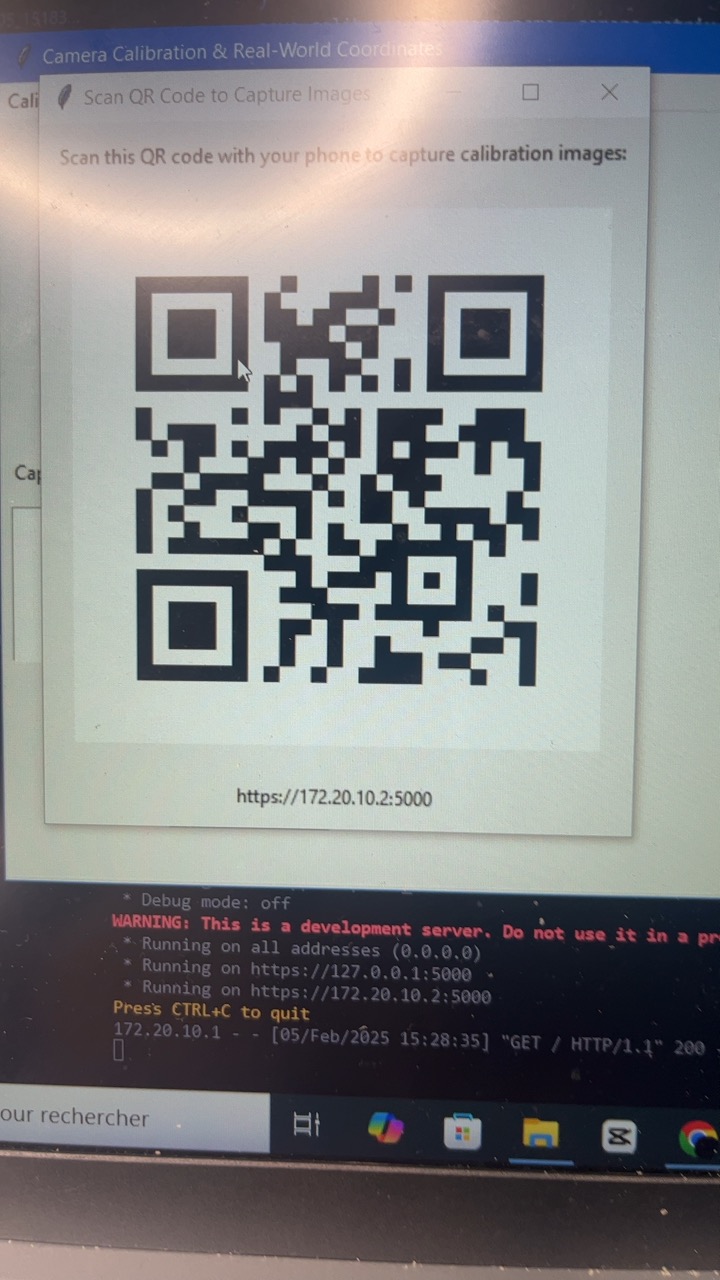 15183
Camera Calibration & Real-World Coordinates
Cali
Scan QR Code to Capture Images
Scan this QR code with your phone to capture calibration images:
Cap
https://172.20.10.2:5000
* Debug mode: off
WARNING: This is a development server. Do not use it in a pr
* Running on all addresses (0.0.0.0)
* Running on https://127.0.0.1:5000
* Running on https://172.20.10.2:5000
Press CTRL+C to quit
172.20.10.1 - - [05/Feb/2025 15:28:35] "GET / HTTP/1.1" 200
our rechercher